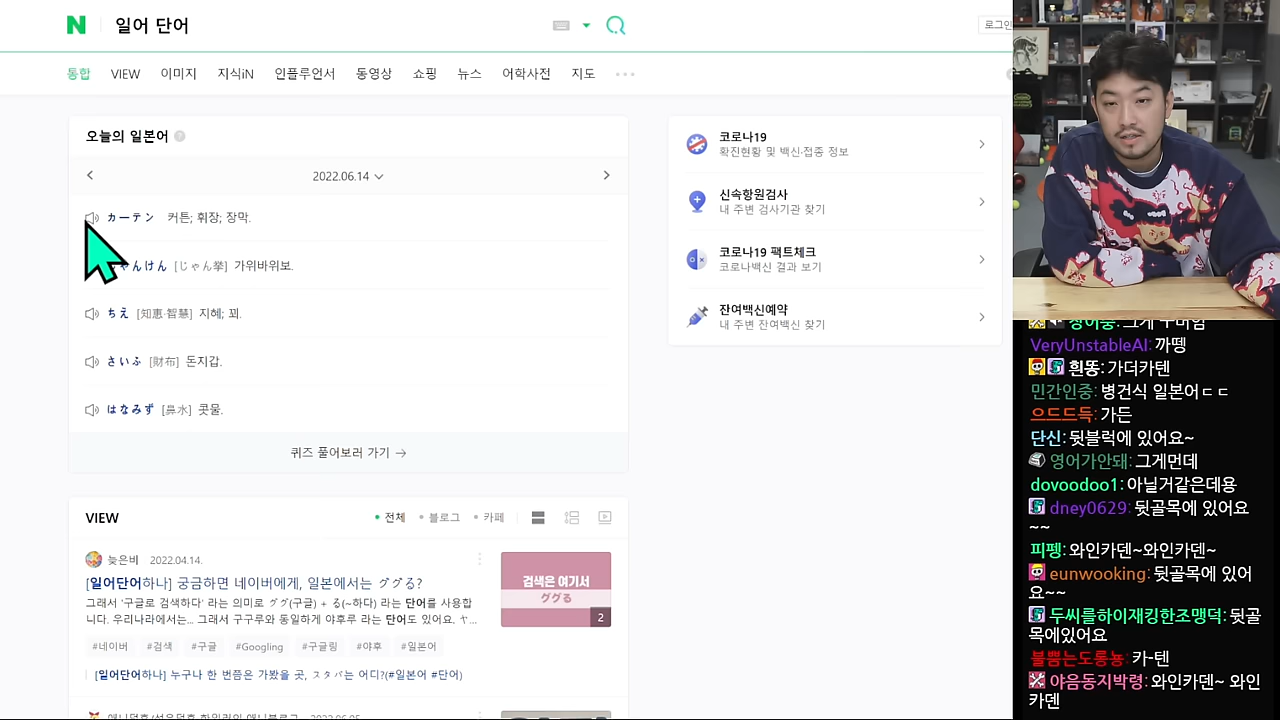 N 일어 단어
로그인
통합 VIEW 이미지 지식iN 인플루언서 동영상 쇼핑 뉴스 어학사전 지도
오늘의 일본어
2022.06.14
カーテン 커튼; 휘장; 장막.
んけん [じゃん拳] 가위바위보.
ちえ [知恵·智慧] 지혜; 꾀.
さいふ [財布] 돈지갑.
はなみず [鼻水] 콧물.
퀴즈 풀어보러 가기 →
코로나19
확진현황 및 백신·접종 정보
신속항원검사
내 주변 검사기관 찾기
코로나19 팩트체크
코로나백신 결과 보기
잔여백신예약
내 주변 잔여백신 찾기
VIEW
전체 블로그 카페
늦은비 2022.04.14.
[일어단어하나] 궁금하면 네이버에게, 일본에서는 ググる?
그래서 '구글로 검색하다' 라는 의미로 ググ(구글) + る(~하다) 라는 단어를 사용합
니다. 우리나라에서는... 그래서 구구루와 동일하게 야후루 라는 단어도 있어요. ヤ...
#네이버 #검색 #구글 #Googling #구글링 #야후 #일본어
[일어단어하나] 누구나 한 번쯤은 가봤을 곳, スタバ는 어디?(#일본어 #단어)
검색은 여기서
ググる
2
VeryUnstableAI: 까뗑
흰똥: 가더카텐
민간인중: 병건식 일본어ㄷㄷ
으드드득: 가든
단신: 뒷블럭에 있어요~
영어가안돼: 그게먼데
dovoodoo1: 아닐거같은데용
dney0629: 뒷골목에 있어요
~~
피펭: 와인카덴~와인카덴~
eunwooking: 뒷골목에 있어
요~~
두씨를하이재킹한조맹덕: 뒷골
목에있어요
불뿜는도롱뇽: 카-텐
야음동지박령: 와인카덴~ 와인
카덴